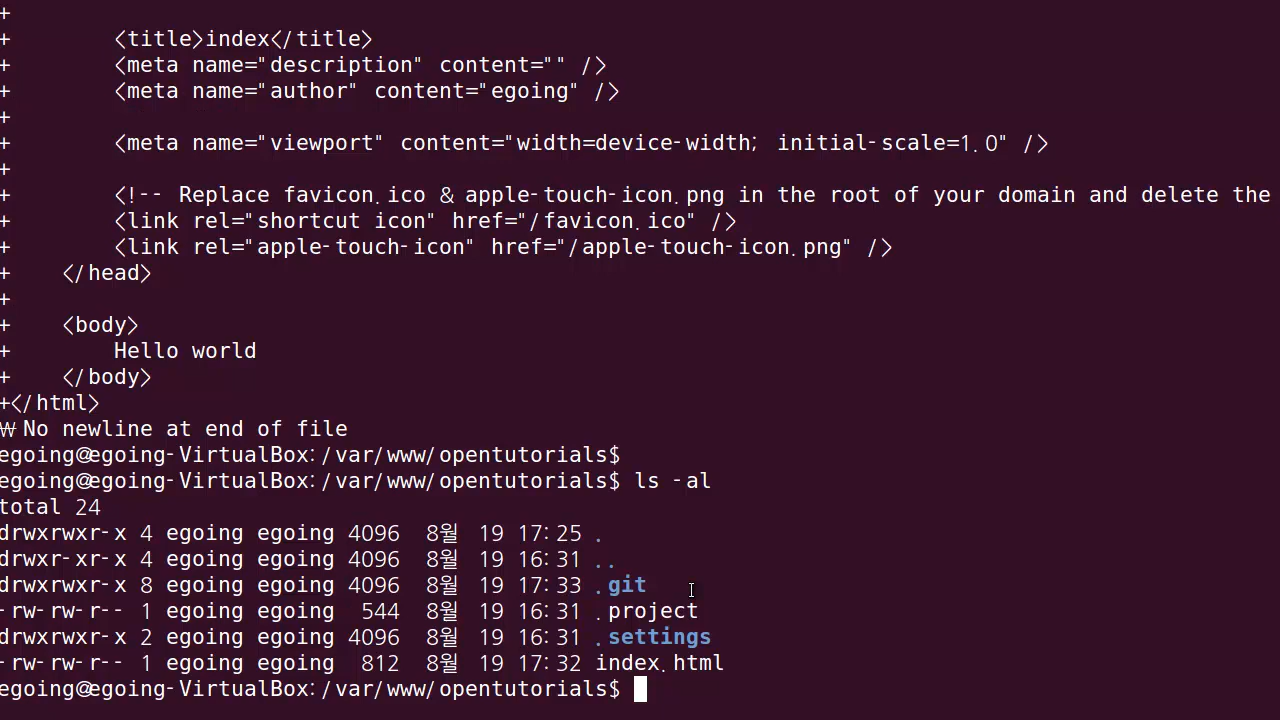 +
+        <title>index</title>
+        <meta name="description" content="" />
+        <meta name="author" content="egoing" />
+
+        <meta name="viewport" content="width=device-width; initial-scale=1.0" />
+
+        <!-- Replace favicon.ico & apple-touch-icon.png in the root of your domain and delete the
+        <link rel="shortcut icon" href="/favicon.ico" />
+        <link rel="apple-touch-icon" href="/apple-touch-icon.png" />
+    </head>
+
+    <body>
+        Hello world
+    </body>
+</html>
₩ No newline at end of file
egoing@egoing-VirtualBox:/var/www/opentutorials$
egoing@egoing-VirtualBox:/var/www/opentutorials$ ls -al
total 24
drwxrwxr-x 4 egoing egoing 4096  8월 19 17:25 .
drwxr-xr-x 4 egoing egoing 4096  8월 19 16:31 ..
drwxrwxr-x 8 egoing egoing 4096  8월 19 17:33 .git
-rw-rw-r-- 1 egoing egoing  544  8월 19 16:31 .project
drwxrwxr-x 2 egoing egoing 4096  8월 19 16:31 .settings
-rw-rw-r-- 1 egoing egoing  812  8월 19 17:32 index.html
egoing@egoing-VirtualBox:/var/www/opentutorials$